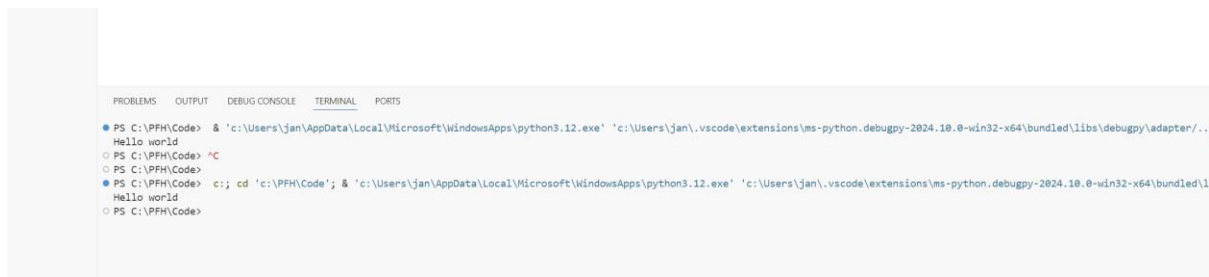 PROBLEMS OUTPUT DEBUG CONSOLE TERMINAL PORTS
PS C:\PFH\Code> & 'c:\Users\jan\AppData\Local\Microsoft\WindowsApps\python3.12.exe' 'c:\Users\jan\.vscode\extensions\ms-python.debugpy-2024.10.0-win32-x64\bundled\libs\debugpy\adapter/..
Hello world
PS C:\PFH\Code> ^C
PS C:\PFH\Code>
PS C:\PFH\Code> c:; cd 'c:\PFH\Code'; & 'c:\Users\jan\AppData\Local\Microsoft\WindowsApps\python3.12.exe' 'c:\Users\jan\.vscode\extensions\ms-python.debugpy-2024.10.0-win32-x64\bundled\l
Hello world
PS C:\PFH\Code>